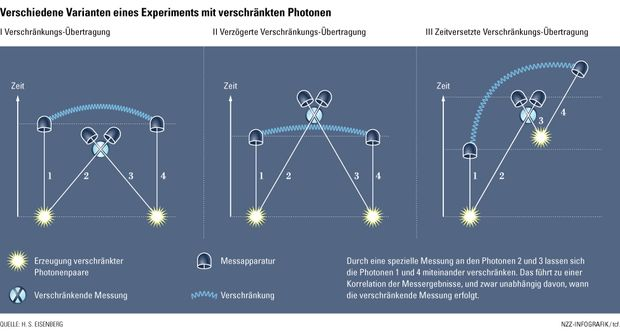 Verschiedene Varianten eines Experiments mit verschränkten Photonen
I Verschränkungs-Übertragung
II Verzögerte Verschränkungs-Übertragung
III Zeitversetzte Verschränkungs-Übertragung
Zeit
1
2
3
4
Zeit
1
2
3
4
Zeit
1
2
3
4
Erzeugung verschränkter
Photonenpaare
Verschränkende Messung
Messapparatur
Verschränkung
Durch eine spezielle Messung an den Photonen 2 und 3 lassen sich
die Photonen 1 und 4 miteinander verschränken. Das führt zu einer
Korrelation der Messergebnisse, und zwar unabhängig davon, wann
die verschränkende Messung erfolgt.
QUELLE: H. S. EISENBERG
NZZ-INFOGRAFIK/tcf.